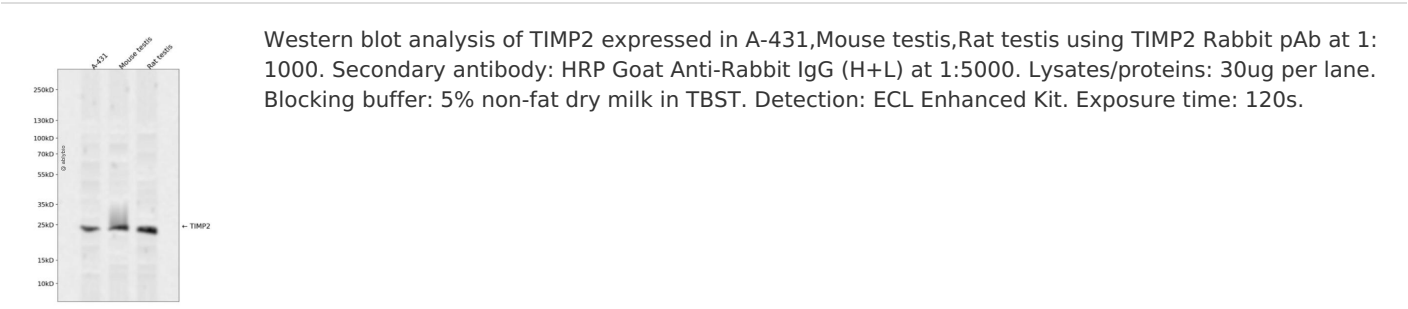 A-431
Mouse testis
Rat testis
250kD
130kD
100kD
70kD
55kD
35kD
25kD
15kD
10kD
@ abybio
← TIMP2
Western blot analysis of TIMP2 expressed in A-431,Mouse testis,Rat testis using TIMP2 Rabbit pAb at 1:
1000. Secondary antibody: HRP Goat Anti-Rabbit IgG (H+L) at 1:5000. Lysates/proteins: 30ug per lane.
Blocking buffer: 5% non-fat dry milk in TBST. Detection: ECL Enhanced Kit. Exposure time: 120s.